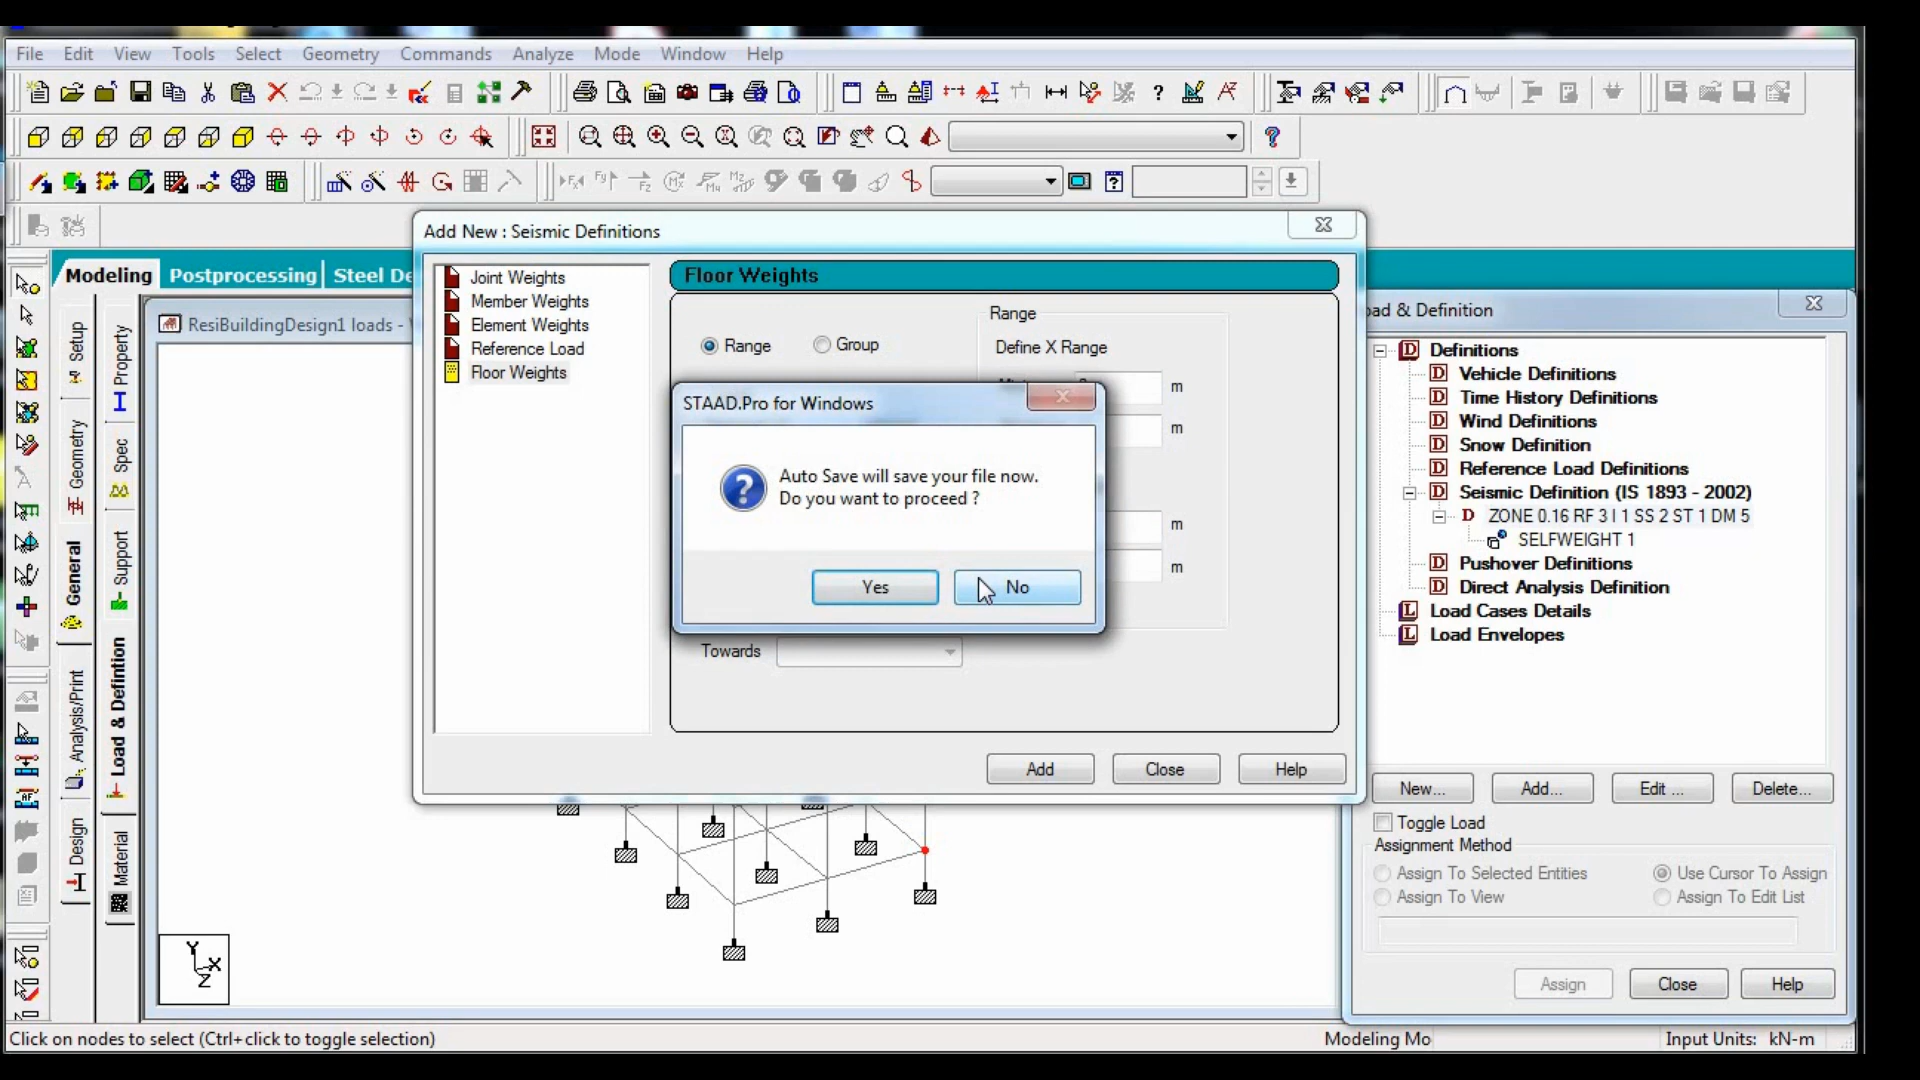 File Edit View Tools Select Geometry Commands Analyze Mode Window Help
Modeling Postprocessing Steel De
Setup
Geometry
General
Analysis/Print
Design
Property
Spec
Support
Load & Definition
Material
ResiBuildingDesign1 loads -
Add New : Seismic Definitions
Joint Weights
Member Weights
Element Weights
Reference Load
Floor Weights
Floor Weights
Range Group
Range
Define X Range
m
m
m
m
Towards
Add Close Help
STAAD.Pro for Windows
Auto Save will save your file now.
Do you want to proceed ?
Yes No
ad & Definition
Definitions
Vehicle Definitions
Time History Definitions
Wind Definitions
Snow Definition
Reference Load Definitions
Seismic Definition (IS 1893 - 2002)
ZONE 0.16 RF 3 I 1 SS 2 ST 1 DM 5
SELFWEIGHT 1
Pushover Definitions
Direct Analysis Definition
Load Cases Details
Load Envelopes
New... Add... Edit ... Delete...
Toggle Load
Assignment Method
Assign To Selected Entities Use Cursor To Assign
Assign To View Assign To Edit List
Assign Close Help
Y
X
Z
Click on nodes to select (Ctrl+click to toggle selection) Modeling Mo Input Units: kN-m